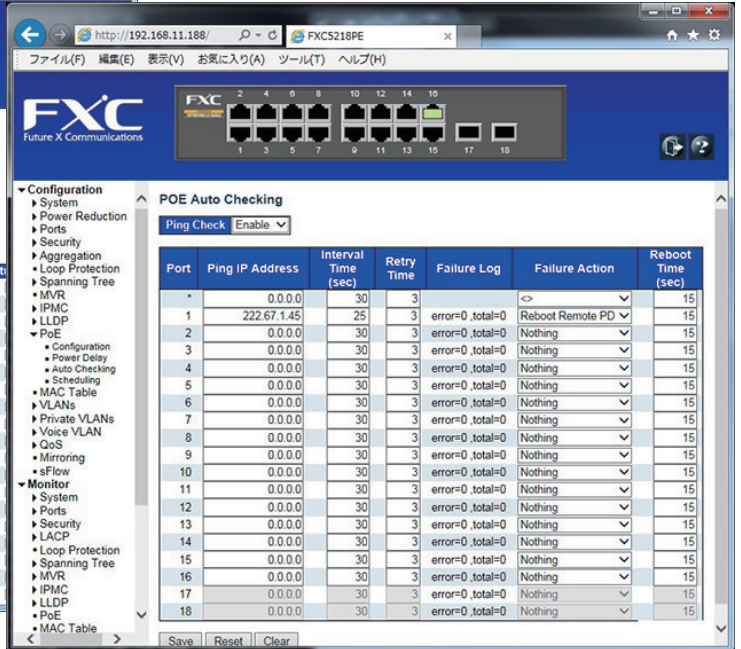 http://192.168.11.188/
FXC5218PE
ファイル(F) 編集(E) 表示(V) お気に入り(A) ツール(T) ヘルプ(H)
FXC
Future X Communications
FXC
2 4 6 8 10 12 14 16
1 3 5 7 9 11 13 15 17 18
Configuration
System
Power Reduction
Ports
Security
Aggregation
Loop Protection
Spanning Tree
MVR
IPMC
LLDP
PoE
Configuration
Power Delay
Auto Checking
Scheduling
MAC Table
VLANs
Private VLANs
Voice VLAN
QoS
Mirroring
sFlow
Monitor
System
Ports
Security
LACP
Loop Protection
Spanning Tree
MVR
IPMC
LLDP
PoE
MAC Table
POE Auto Checking
Ping Check Enable
Port Ping IP Address Interval Time (sec) Retry Time Failure Log Failure Action Reboot Time (sec)
* 0.0.0.0 30 3 <> 15
1 222.67.1.45 25 3 error=0 ,total=0 Reboot Remote PD 15
2 0.0.0.0 30 3 error=0 ,total=0 Nothing 15
3 0.0.0.0 30 3 error=0 ,total=0 Nothing 15
4 0.0.0.0 30 3 error=0 ,total=0 Nothing 15
5 0.0.0.0 30 3 error=0 ,total=0 Nothing 15
6 0.0.0.0 30 3 error=0 ,total=0 Nothing 15
7 0.0.0.0 30 3 error=0 ,total=0 Nothing 15
8 0.0.0.0 30 3 error=0 ,total=0 Nothing 15
9 0.0.0.0 30 3 error=0 ,total=0 Nothing 15
10 0.0.0.0 30 3 error=0 ,total=0 Nothing 15
11 0.0.0.0 30 3 error=0 ,total=0 Nothing 15
12 0.0.0.0 30 3 error=0 ,total=0 Nothing 15
13 0.0.0.0 30 3 error=0 ,total=0 Nothing 15
14 0.0.0.0 30 3 error=0 ,total=0 Nothing 15
15 0.0.0.0 30 3 error=0 ,total=0 Nothing 15
16 0.0.0.0 30 3 error=0 ,total=0 Nothing 15
17 0.0.0.0 30 3 error=0 ,total=0 Nothing 15
18 0.0.0.0 30 3 error=0 ,total=0 Nothing 15
Save Reset Clear